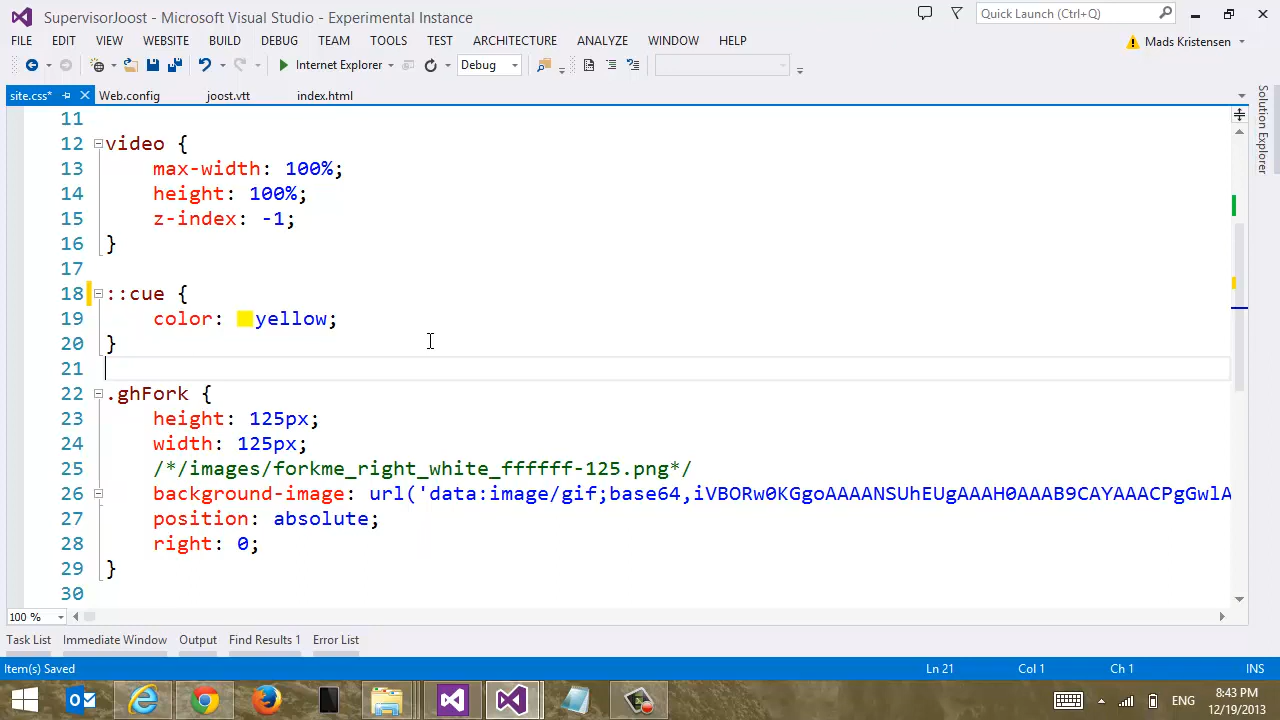 SupervisorJoost - Microsoft Visual Studio - Experimental Instance
Quick Launch (Ctrl+Q)
FILE EDIT VIEW WEBSITE BUILD DEBUG TEAM TOOLS TEST ARCHITECTURE ANALYZE WINDOW HELP
Mads Kristensen
Internet Explorer Debug
site.css* Web.config joost.vtt index.html
Solution Explorer
11
12 video {
13 max-width: 100%;
14 height: 100%;
15 z-index: -1;
16 }
17
18 ::cue {
19 color: yellow;
20 }
21
22 .ghFork {
23 height: 125px;
24 width: 125px;
25 /*/images/forkme_right_white_ffffff-125.png*/
26 background-image: url('data:image/gif;base64,iVBORw0KGgoAAAANSUhEUgAAAH0AAAB9CAYAAACPgGwlA
27 position: absolute;
28 right: 0;
29 }
30
100 %
Task List Immediate Window Output Find Results 1 Error List
Item(s) Saved Ln 21 Col 1 Ch 1 INS
ENG
8:43 PM
12/19/2013